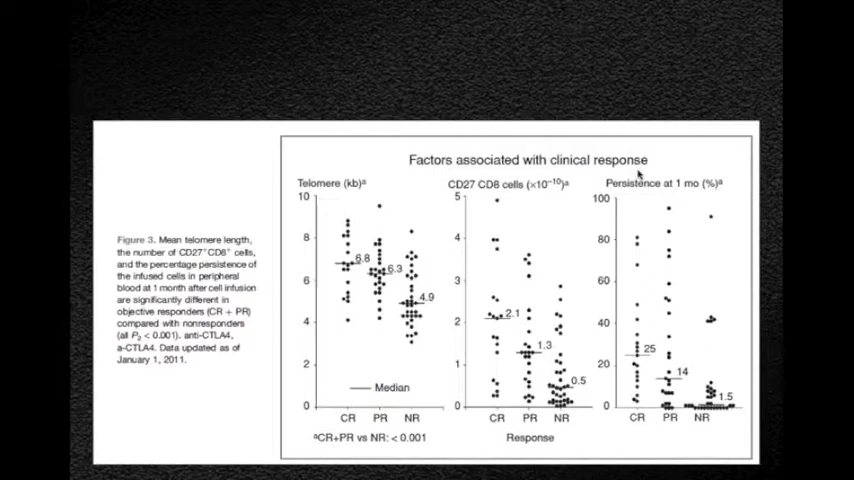 Factors associated with clinical response
Figure 3. Mean telomere length,
the number of CD27⁺CD8⁺ cells,
and the percentage persistence of
the infused cells in peripheral
blood at 1 month after cell infusion
are significantly different in
objective responders (CR + PR)
compared with nonresponders
(all P₂ < 0.001). anti-CTLA4,
a-CTLA4. Data updated as of
January 1, 2011.
Telomere (kb)ᵃ
10
8
6
4
2
0
6.8
6.3
4.9
Median
CR PR NR
ᵃCR+PR vs NR: < 0.001
CD27 CD8 cells (×10⁻¹⁰)ᵃ
5
4
3
2
1
0
2.1
1.3
0.5
CR PR NR
Response
Persistence at 1 mo (%)ᵃ
100
80
60
40
20
0
25
14
1.5
CR PR NR